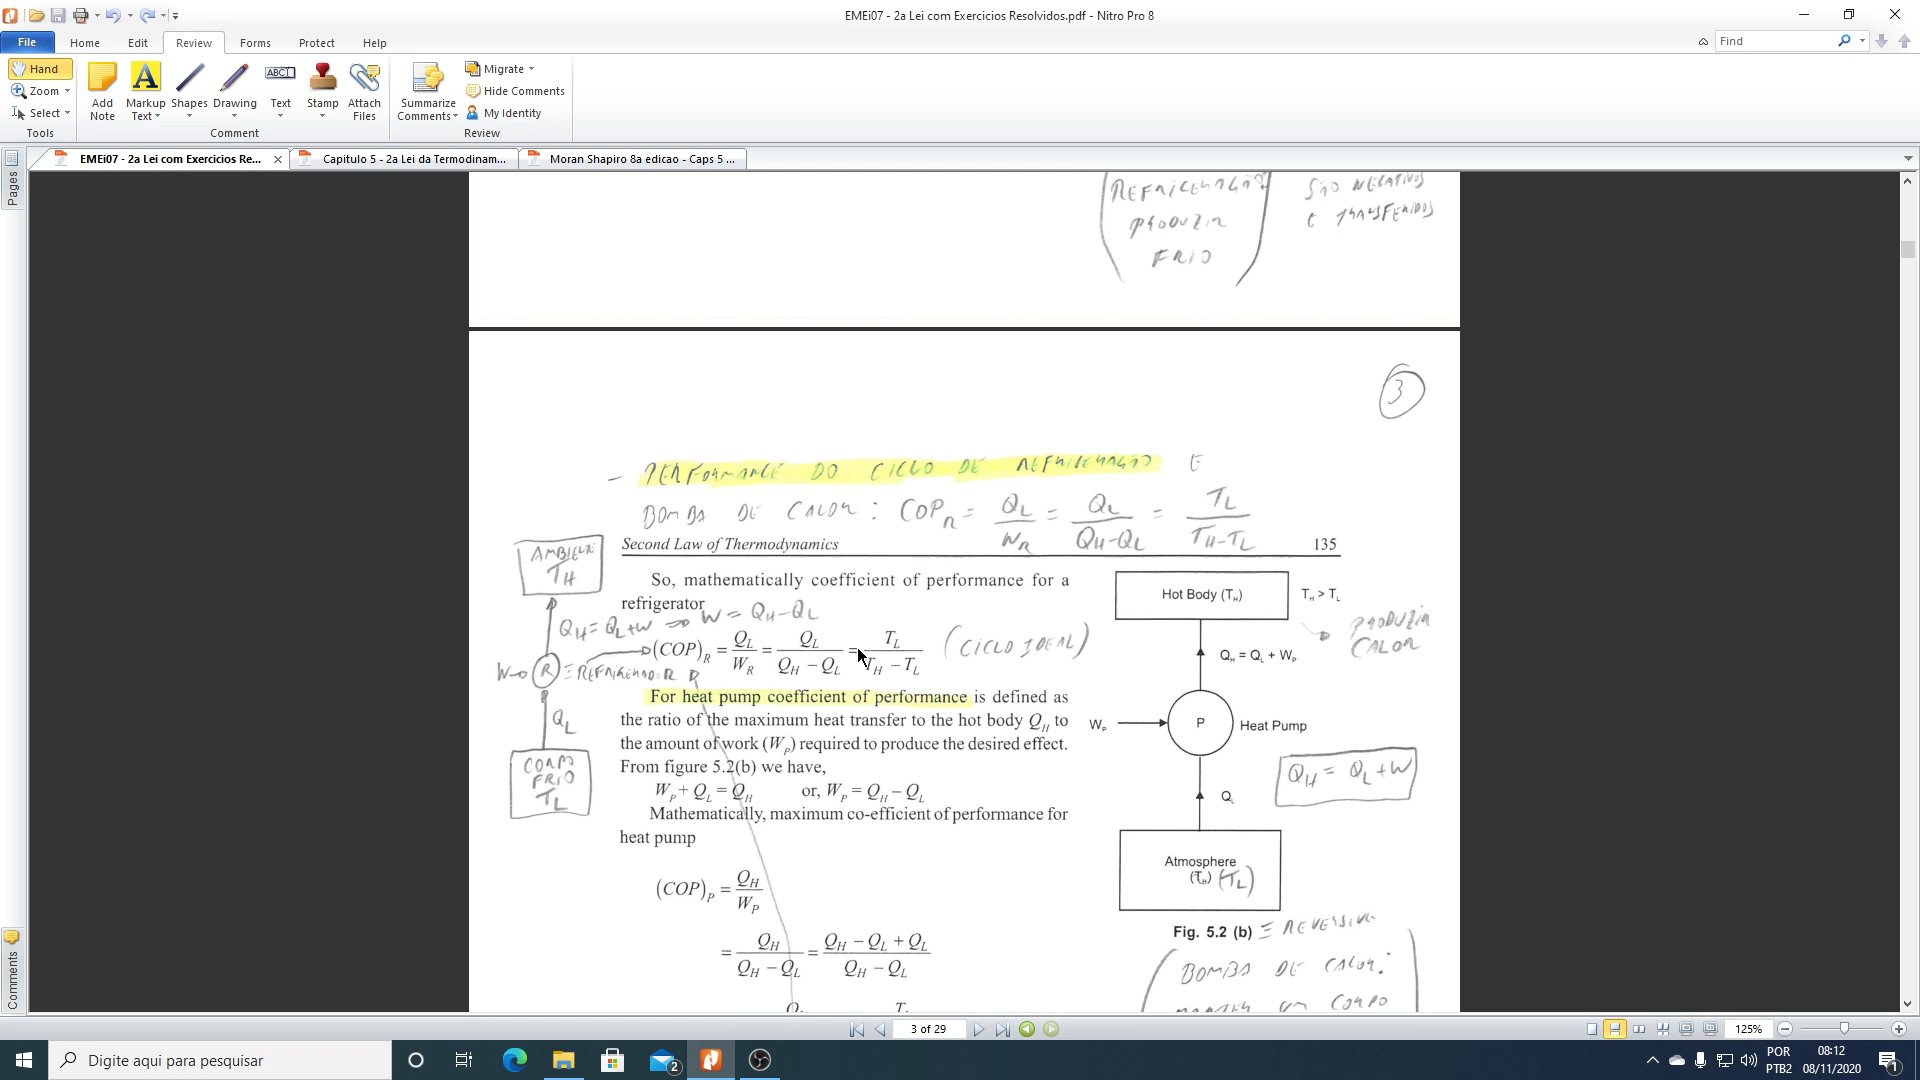 EMEi07 - 2a Lei com Exercicios Resolvidos.pdf - Nitro Pro 8
File Home Edit Review Forms Protect Help
Find
Hand
Zoom
Select
Tools
Add Note
Markup Text
Shapes
Drawing
Text
Stamp
Attach Files
Comment
Summarize Comments
Migrate
Hide Comments
My Identity
Review
EMEi07 - 2a Lei com Exercicios Re...
Capitulo 5 - 2a Lei da Termodinam...
Moran Shapiro 8a edicao - Caps 5 ...
Pages
REFRIGERAÇÃO:
PRODUZIR
FRIO
SÃO NEGATIVOS
E TRANSFERIDOS
3
- PERFORMANCE DO CICLO DE REFRIGERAÇÃO E
BOMBA DE CALOR : COP_R = Q_L/W_R = Q_L/(Q_H-Q_L) = T_L/(T_H-T_L)
Second Law of Thermodynamics 135
AMBIENTE
T_H
So, mathematically coefficient of performance for a
refrigerator
Q_H = Q_L+W ⇒ W = Q_H-Q_L
(COP)_R = Q_L/W_R = Q_L/(Q_H – Q_L) = T_L/(T_H – T_L) (CICLO IDEAL)
W→ R ≡ REFRIGERADOR
Q_L
CORPO
FRIO
T_L
For heat pump coefficient of performance is defined as
the ratio of the maximum heat transfer to the hot body Q_H to
the amount of work (W_P) required to produce the desired effect.
From figure 5.2(b) we have,
W_P + Q_L = Q_H or, W_P = Q_H – Q_L
Mathematically, maximum co-efficient of performance for
heat pump
(COP)_P = Q_H/W_P
= Q_H/(Q_H – Q_L) = (Q_H – Q_L + Q_L)/(Q_H – Q_L)
Hot Body (T_H) T_H > T_L
PRODUZIR
CALOR
Q_H = Q_L + W_P
W_P P Heat Pump
Q_H = Q_L + W
Q_L
Atmosphere
(T_H) (T_L)
Fig. 5.2 (b) ≡ REVERSIVE
BOMBA DE CALOR:
MANTER UM CORPO
Comments
3 of 29
125%
Digite aqui para pesquisar
2
POR
PTB2
08:12
08/11/2020
1